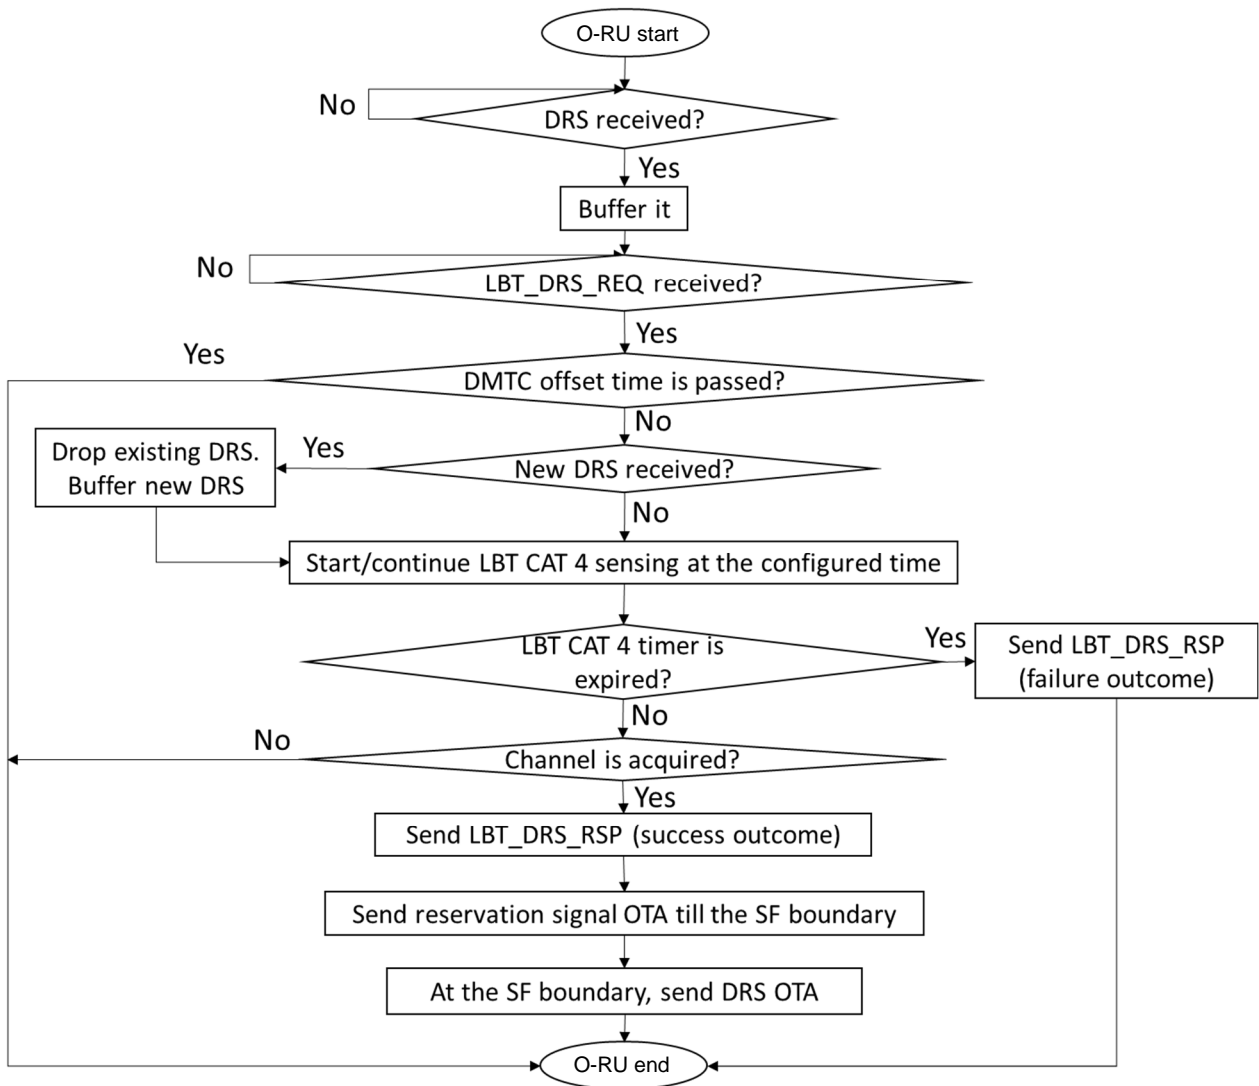 O-RU start
No
DRS received?
Yes
Buffer it
No
LBT_DRS_REQ received?
Yes
Yes
DMTC offset time is passed?
No
Drop existing DRS.
Buffer new DRS
Yes
New DRS received?
No
Start/continue LBT CAT 4 sensing at the configured time
LBT CAT 4 timer is
expired?
Yes
Send LBT_DRS_RSP
(failure outcome)
No
No
Channel is acquired?
Yes
Send LBT_DRS_RSP (success outcome)
Send reservation signal OTA till the SF boundary
At the SF boundary, send DRS OTA
O-RU end